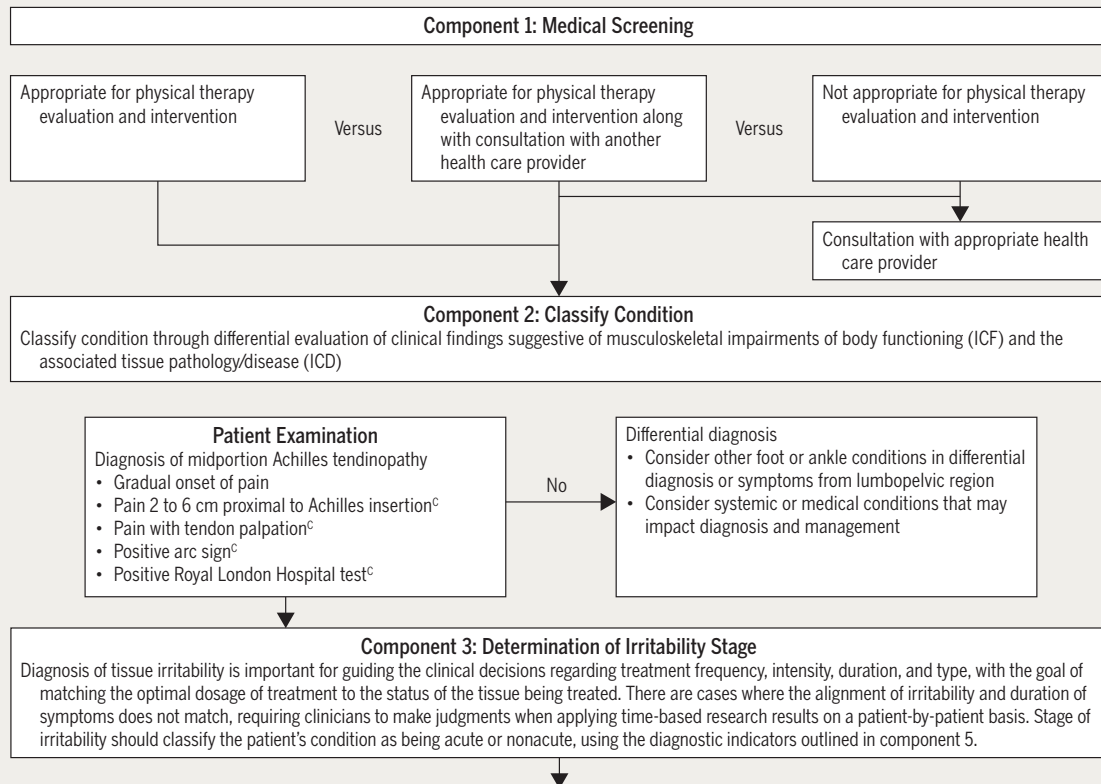 Component 1: Medical Screening
Appropriate for physical therapy
evaluation and intervention
Versus
Appropriate for physical therapy
evaluation and intervention along
with consultation with another
health care provider
Versus
Not appropriate for physical therapy
evaluation and intervention
Consultation with appropriate health
care provider
Component 2: Classify Condition
Classify condition through differential evaluation of clinical findings suggestive of musculoskeletal impairments of body functioning (ICF) and the
associated tissue pathology/disease (ICD)
Patient Examination
Diagnosis of midportion Achilles tendinopathy
• Gradual onset of pain
• Pain 2 to 6 cm proximal to Achilles insertionᶜ
• Pain with tendon palpationᶜ
• Positive arc signᶜ
• Positive Royal London Hospital testᶜ
No
Differential diagnosis
• Consider other foot or ankle conditions in differential
diagnosis or symptoms from lumbopelvic region
• Consider systemic or medical conditions that may
impact diagnosis and management
Component 3: Determination of Irritability Stage
Diagnosis of tissue irritability is important for guiding the clinical decisions regarding treatment frequency, intensity, duration, and type, with the goal of
matching the optimal dosage of treatment to the status of the tissue being treated. There are cases where the alignment of irritability and duration of
symptoms does not match, requiring clinicians to make judgments when applying time-based research results on a patient-by-patient basis. Stage of
irritability should classify the patient's condition as being acute or nonacute, using the diagnostic indicators outlined in component 5.